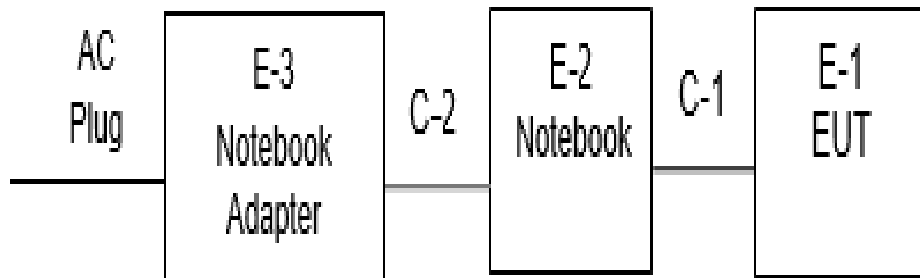 AC
Plug
E-3
Notebook
Adapter
C-2
E-2
Notebook
C-1
E-1
EUT